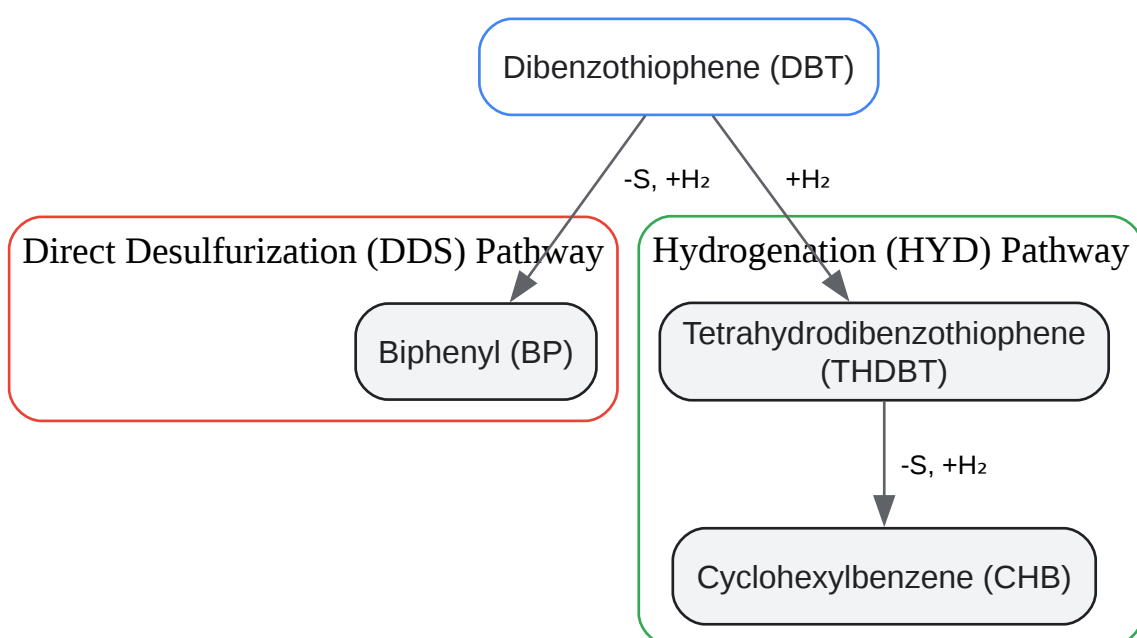 Dibenzothiophene (DBT)
-S, +H₂
+H₂
Direct Desulfurization (DDS) Pathway
Hydrogenation (HYD) Pathway
Biphenyl (BP)
Tetrahydrodibenzothiophene
(THDBT)
-S, +H₂
Cyclohexylbenzene (CHB)